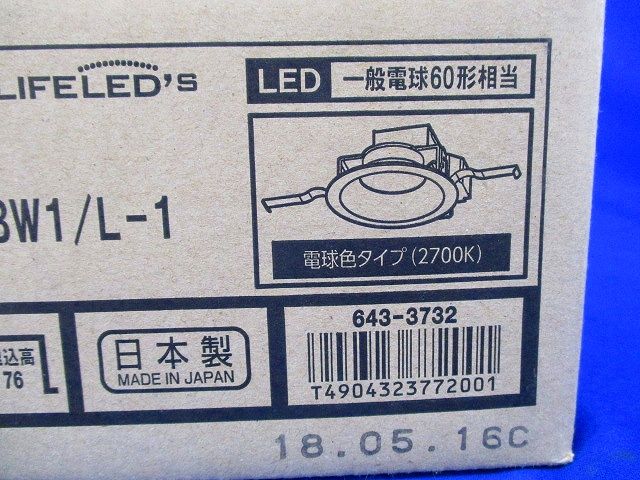 LIFELED'S
LED 一般電球60形相当
BW1/L-1
電球色タイプ(2700K)
643-3732
込高
76
日本製
MADE IN JAPAN
T4904323772001
18.05.16C